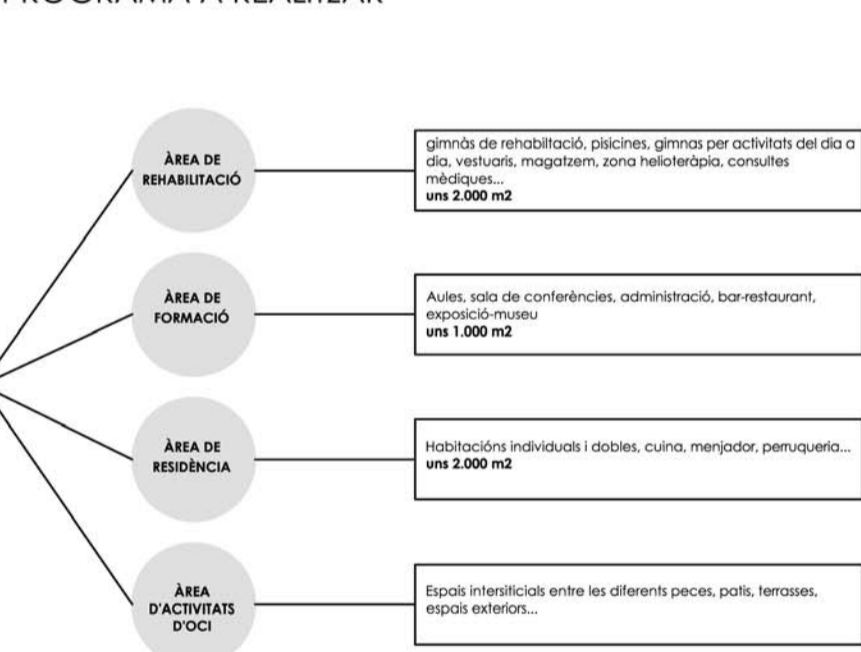 PROGRAMA A REALITZAR
ÀREA DE
REHABILITACIÓ
gimnàs de rehabiltació, pisicines, gimnas per activitats del dia a
dia, vestuaris, magatzem, zona helioteràpia, consultes
mèdiques...
uns 2.000 m2
ÀREA DE
FORMACIÓ
Aules, sala de conferències, administració, bar-restaurant,
exposició-museu
uns 1.000 m2
ÀREA DE
RESIDÈNCIA
Habitacións individuals i dobles, cuina, menjador, perruqueria...
uns 2.000 m2
ÀREA
D'ACTIVITATS
D'OCI
Espais intersiticials entre les diferents peces, patis, terrasses,
espais exteriors...